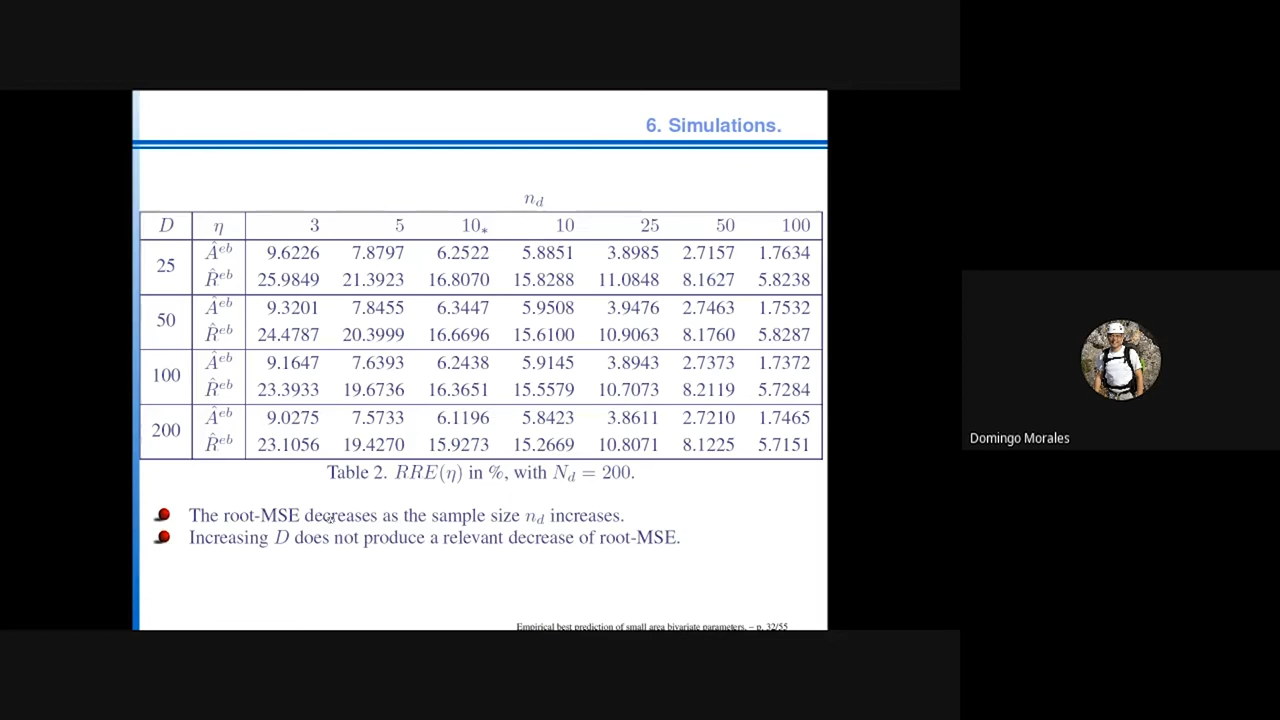 6. Simulations.
n_d
D η 3 5 10_* 10 25 50 100
25 Â^eb 9.6226 7.8797 6.2522 5.8851 3.8985 2.7157 1.7634
R̂^eb 25.9849 21.3923 16.8070 15.8288 11.0848 8.1627 5.8238
50 Â^eb 9.3201 7.8455 6.3447 5.9508 3.9476 2.7463 1.7532
R̂^eb 24.4787 20.3999 16.6696 15.6100 10.9063 8.1760 5.8287
100 Â^eb 9.1647 7.6393 6.2438 5.9145 3.8943 2.7373 1.7372
R̂^eb 23.3933 19.6736 16.3651 15.5579 10.7073 8.2119 5.7284
200 Â^eb 9.0275 7.5733 6.1196 5.8423 3.8611 2.7210 1.7465
R̂^eb 23.1056 19.4270 15.9273 15.2669 10.8071 8.1225 5.7151
Table 2. RRE(η) in %, with N_d = 200.
The root-MSE decreases as the sample size n_d increases.
Increasing D does not produce a relevant decrease of root-MSE.
Empirical best prediction of small area bivariate parameters, – p. 32/55
Domingo Morales